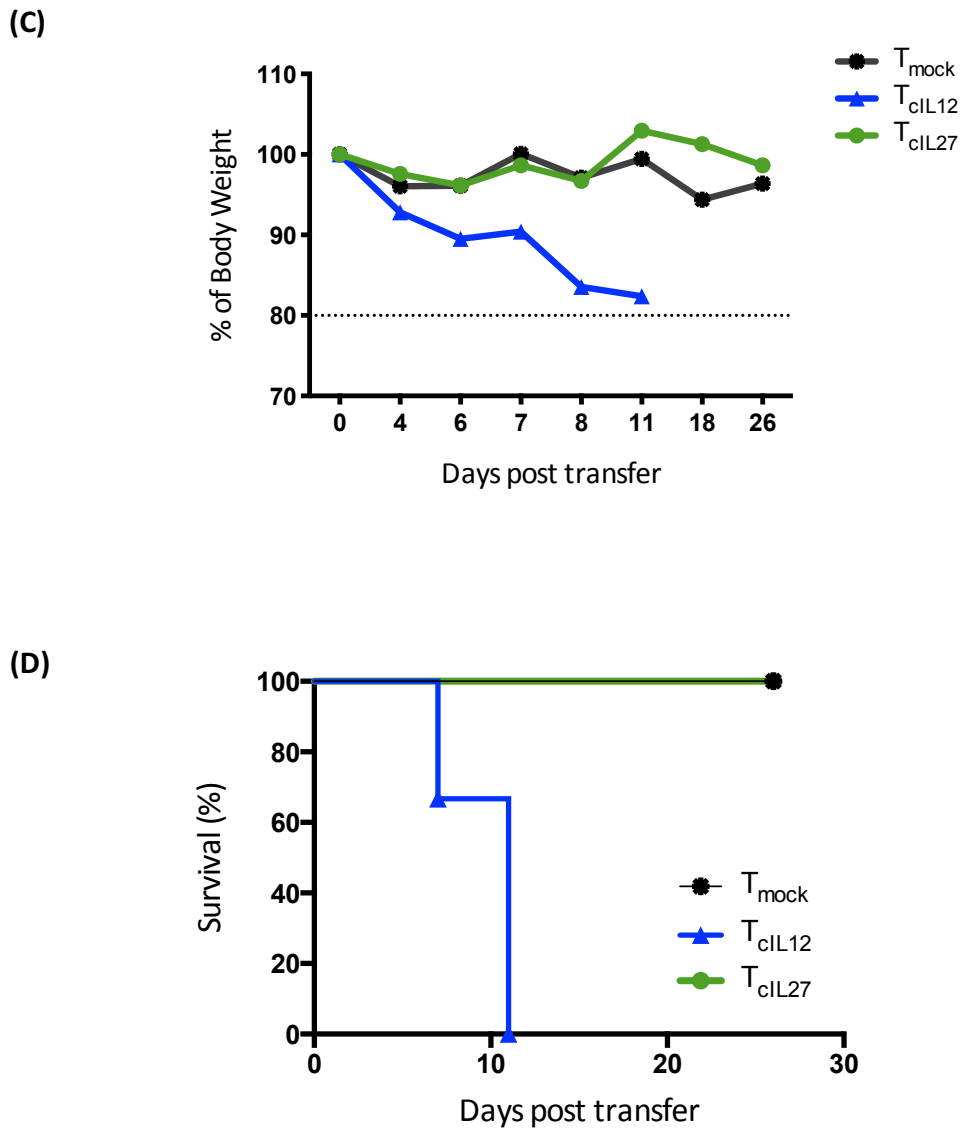 (C)
110
100
90
80
70
% of Body Weight
0 4 6 7 8 11 18 26
Days post transfer
Tmock
TcIL12
TcIL27
(D)
100
80
60
40
20
0
Survival (%)
0 10 20 30
Days post transfer
Tmock
TcIL12
TcIL27